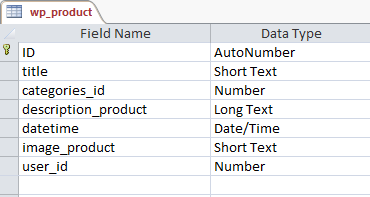 wp_product
Field Name Data Type
ID AutoNumber
title Short Text
categories_id Number
description_product Long Text
datetime Date/Time
image_product Short Text
user_id Number